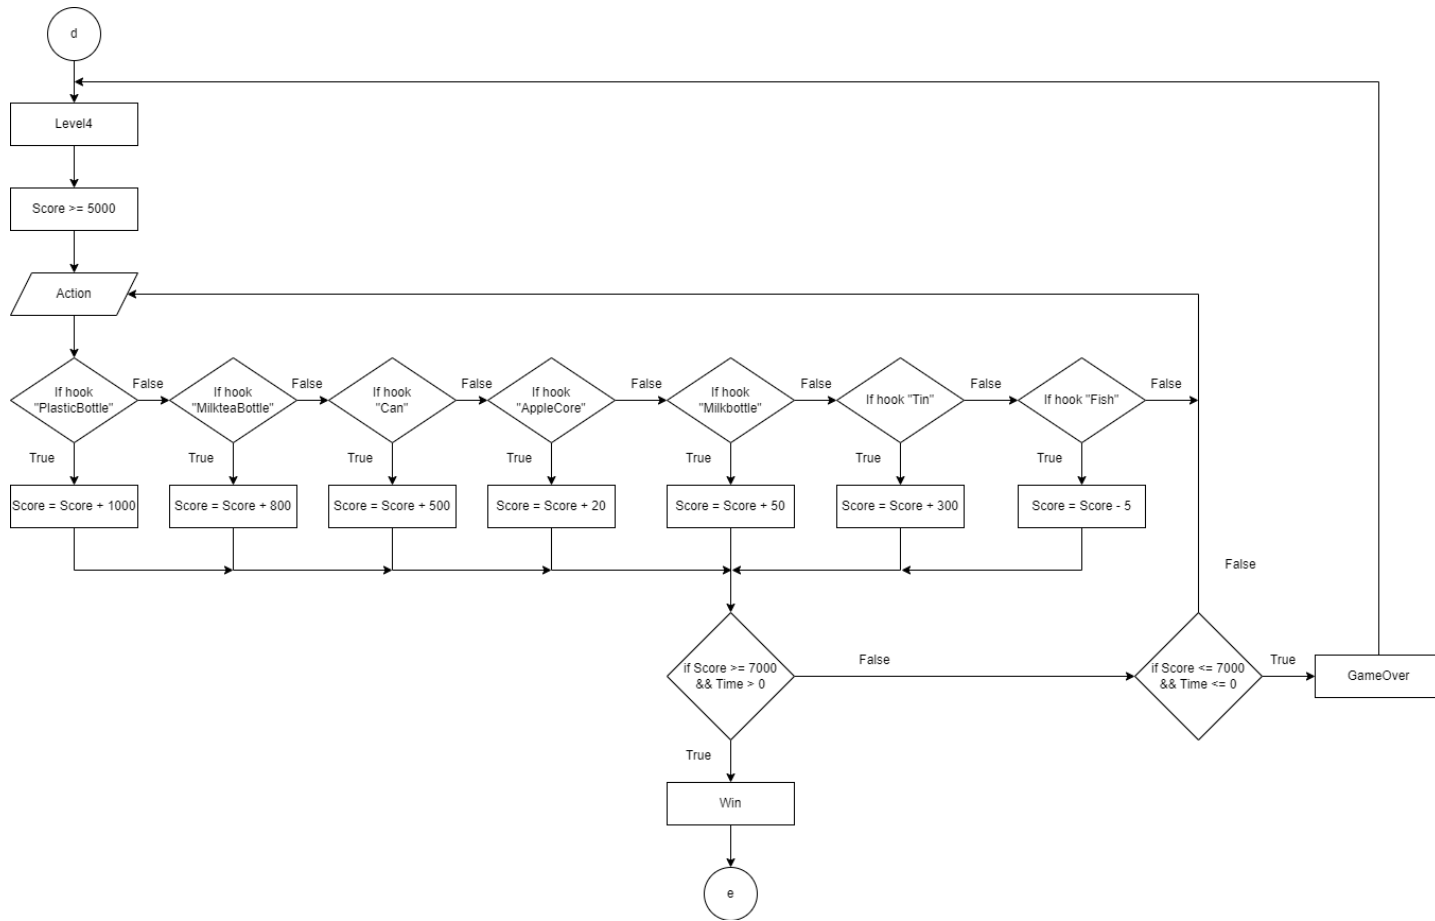 d
Level4
Score >= 5000
Action
If hook
"PlasticBottle"
False
If hook
"MilkteaBottle"
False
If hook
"Can"
False
If hook
"AppleCore"
False
If hook
"Milkbottle"
False
If hook "Tin"
False
If hook "Fish"
False
True
True
True
True
True
True
True
Score = Score + 1000
Score = Score + 800
Score = Score + 500
Score = Score + 20
Score = Score + 50
Score = Score + 300
Score = Score - 5
False
if Score >= 7000
&& Time > 0
False
if Score <= 7000
&& Time <= 0
True
GameOver
True
Win
e